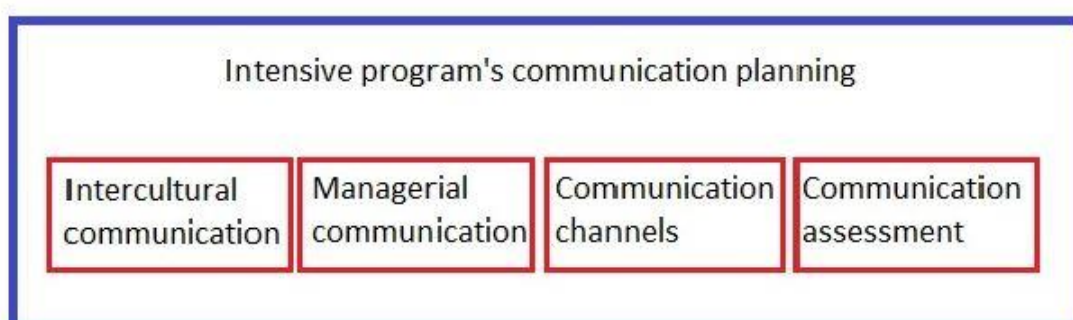 Intensive program's communication planning
Intercultural
communication
Managerial
communication
Communication
channels
Communication
assessment